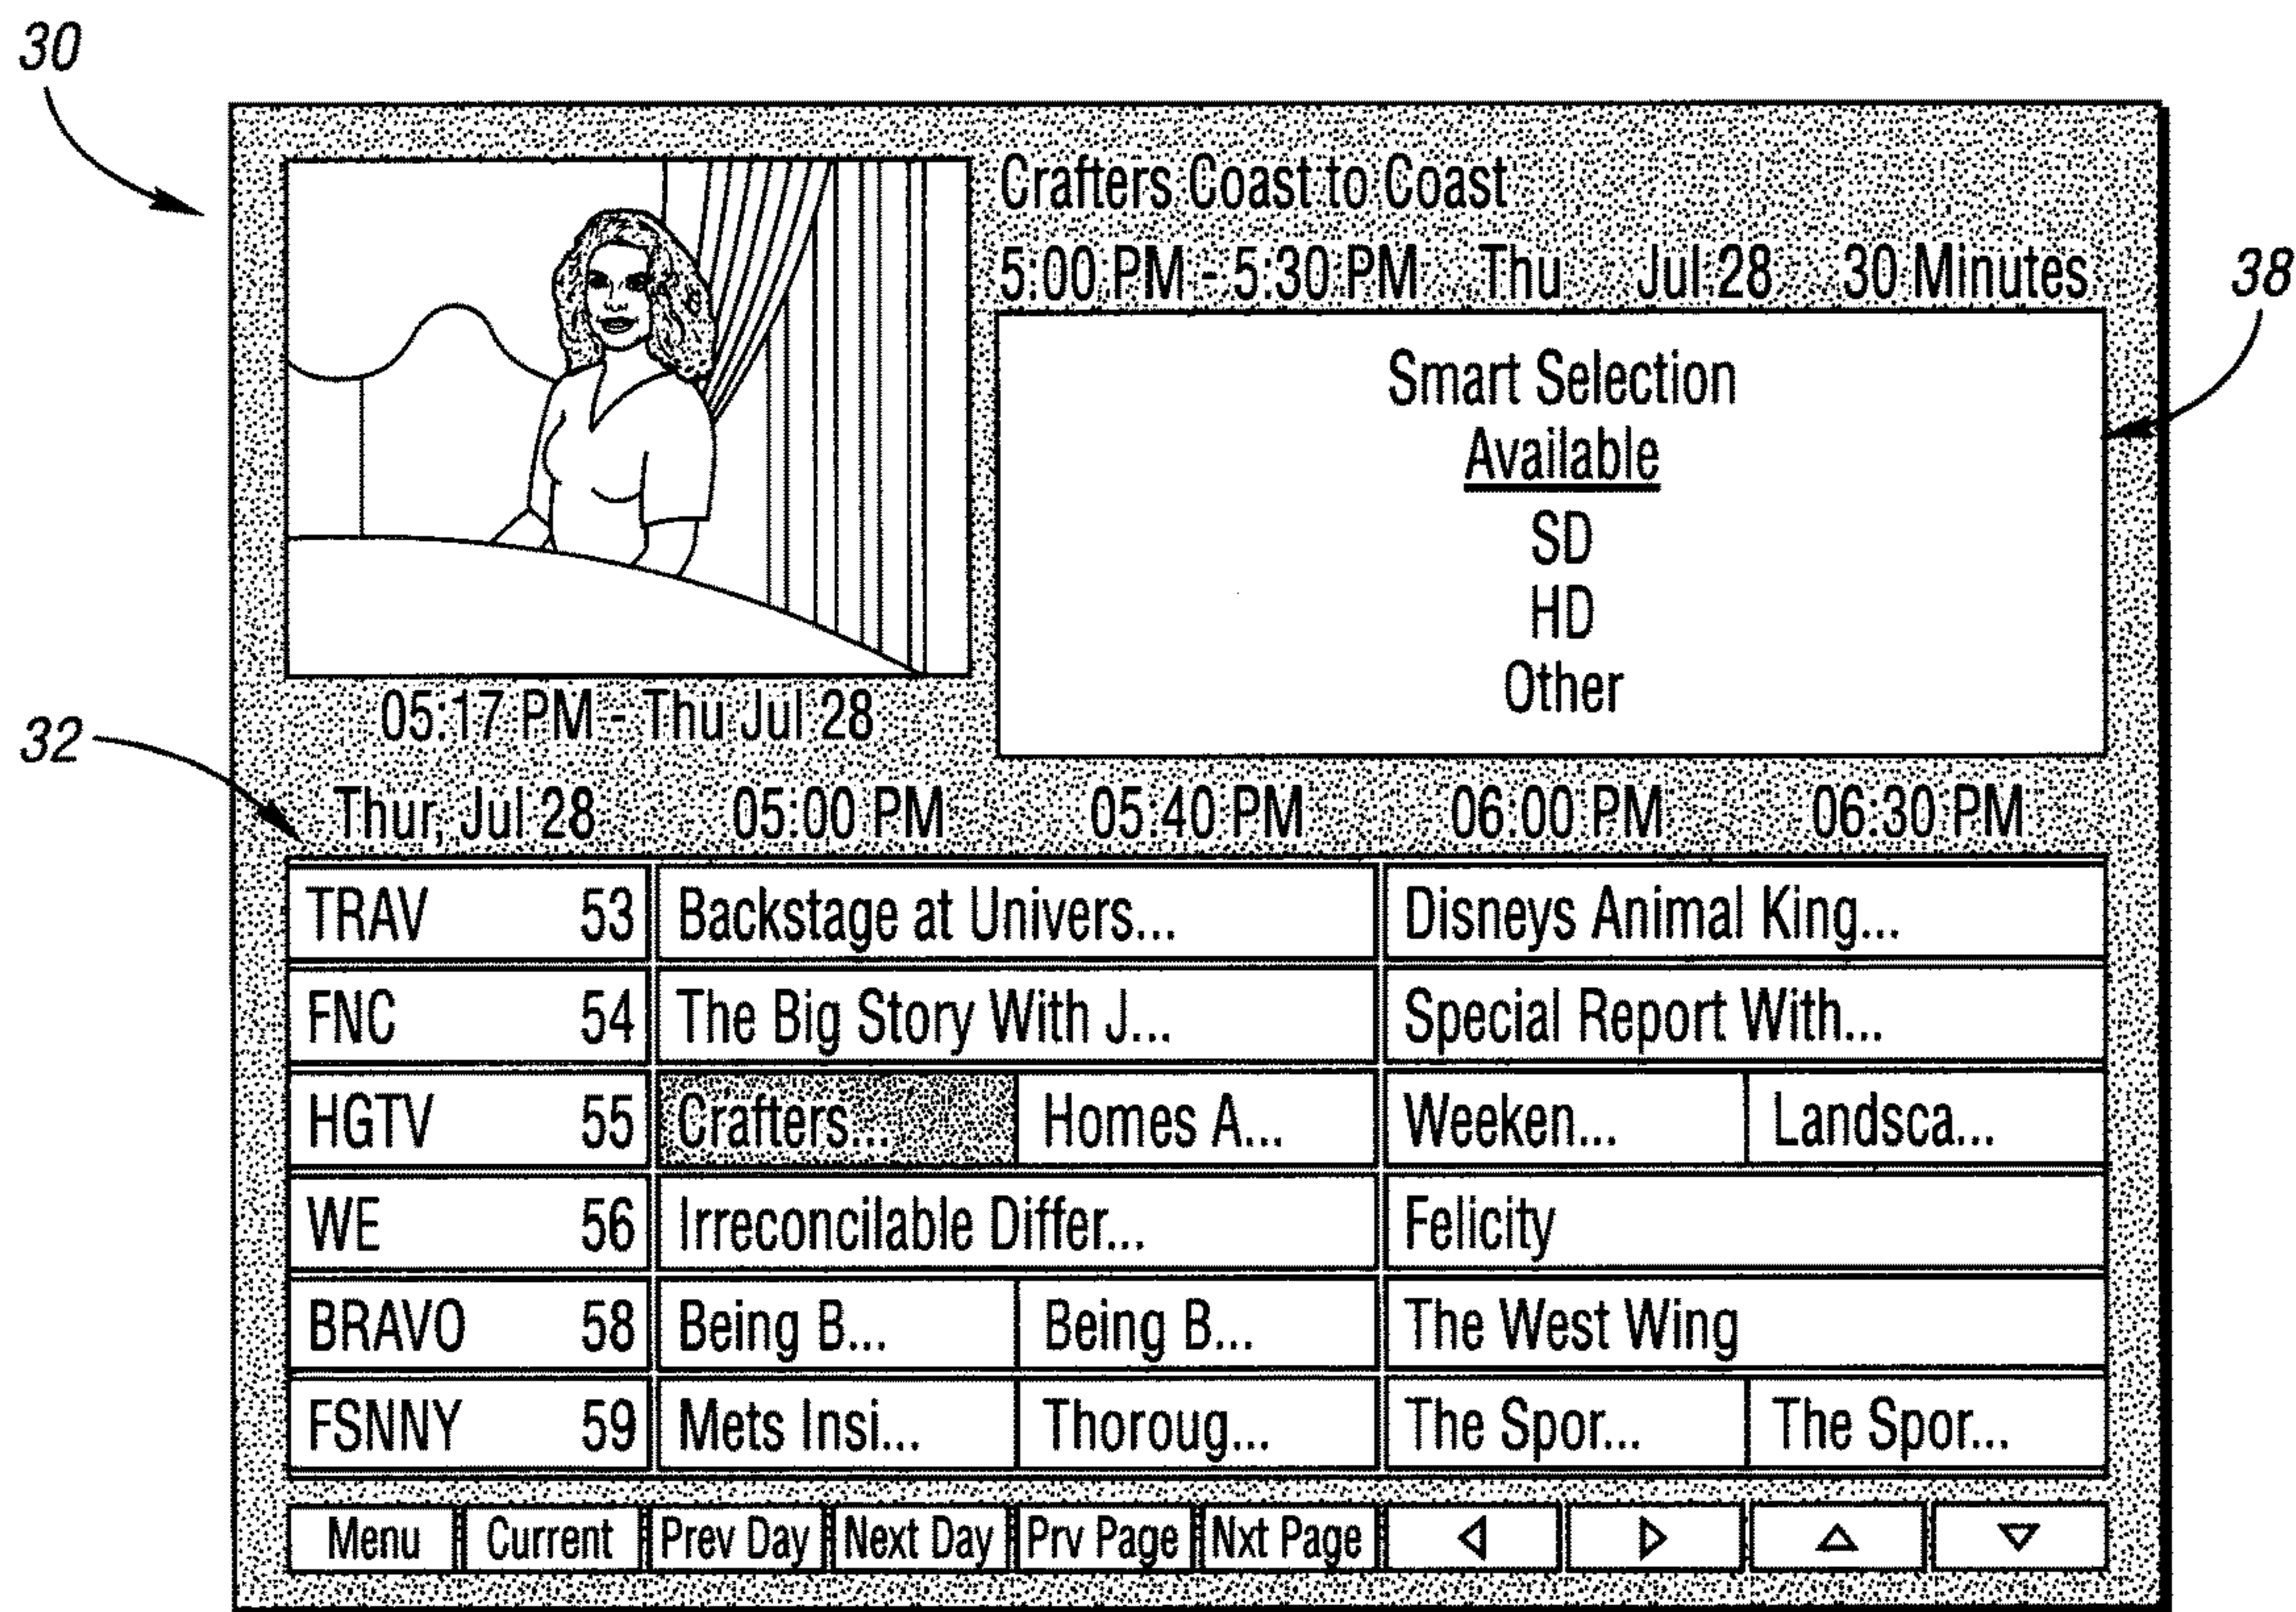 30
Crafters Coast to Coast
5:00 PM - 5:30 PM Thu Jul 28 30 Minutes
38
Smart Selection
Available
SD
HD
Other
05:17 PM - Thu Jul 28
32
Thur, Jul 28 05:00 PM 05:40 PM 06:00 PM 06:30 PM
TRAV 53 Backstage at Univers... Disneys Animal King...
FNC 54 The Big Story With J... Special Report With...
HGTV 55 Crafters... Homes A... Weeken... Landsca...
WE 56 Irreconcilable Differ... Felicity
BRAVO 58 Being B... Being B... The West Wing
FSNNY 59 Mets Insi... Thoroug... The Spor... The Spor...
Menu Current Prev Day Next Day Prv Page Nxt Page